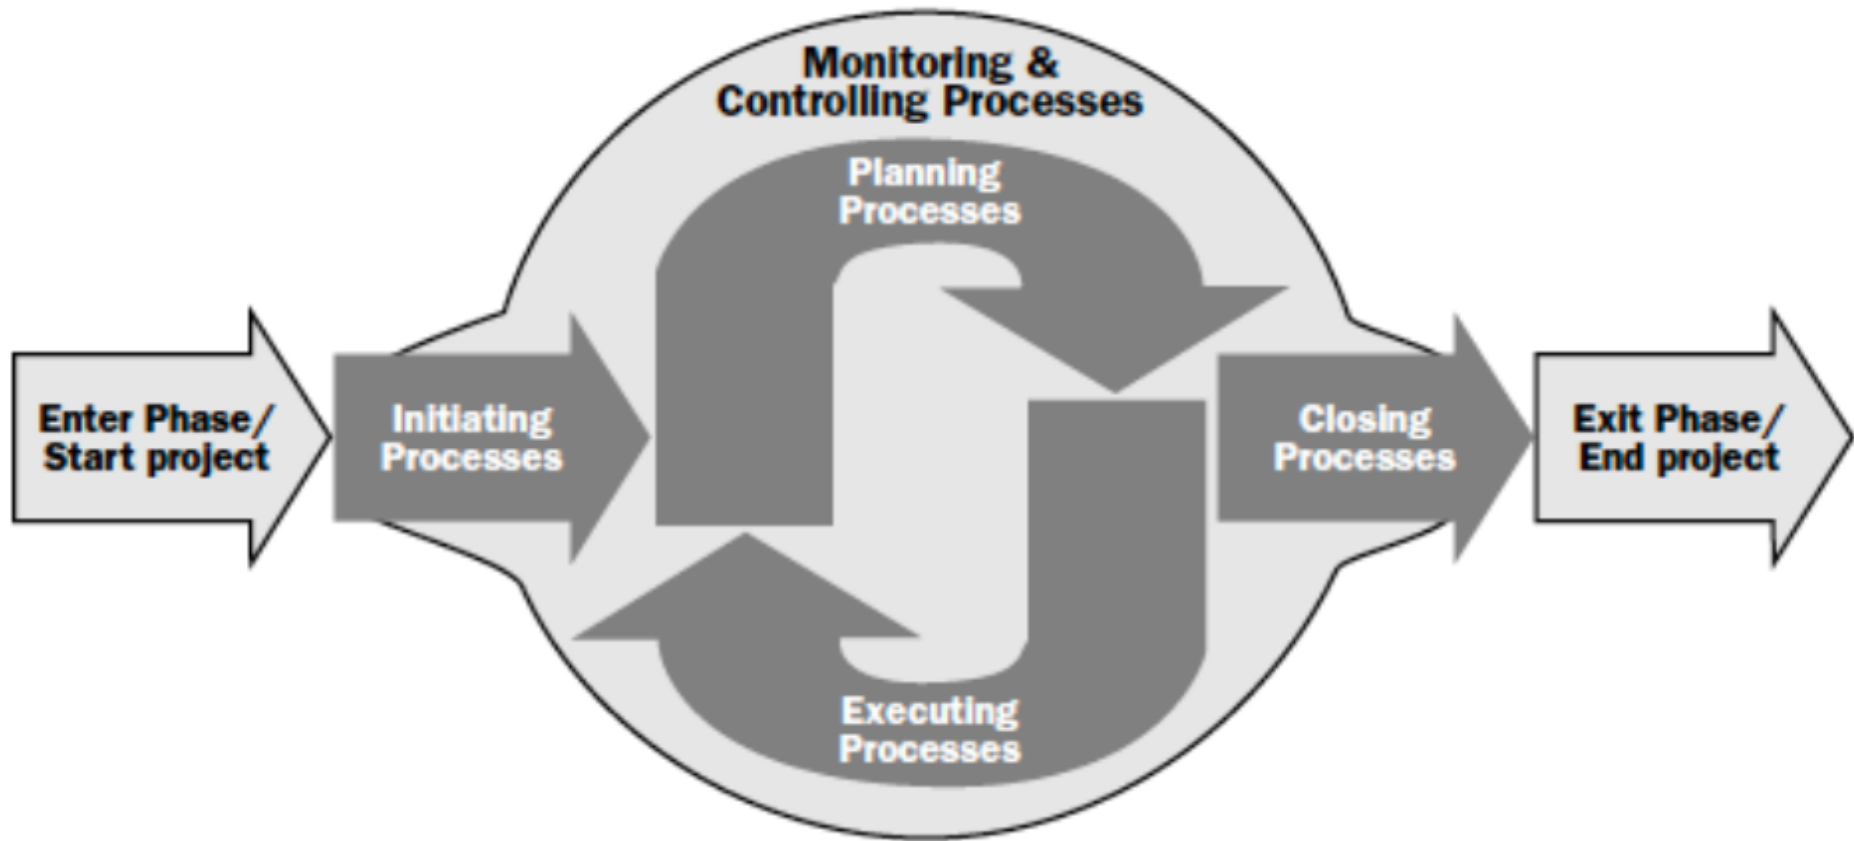 Monitoring &
Controlling Processes
Planning
Processes
Enter Phase/
Start project
Initiating
Processes
Closing
Processes
Exit Phase/
End project
Executing
Processes